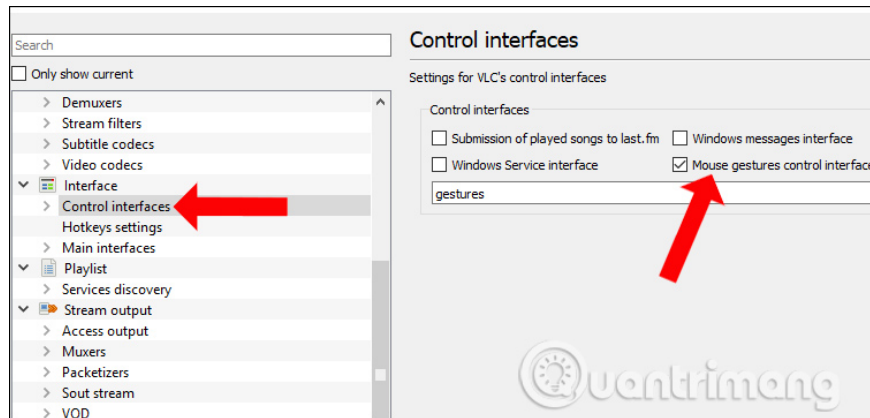 Search
Only show current
Demuxers
Stream filters
Subtitle codecs
Video codecs
Interface
Control interfaces
Hotkeys settings
Main interfaces
Playlist
Services discovery
Stream output
Access output
Muxers
Packetizers
Sout stream
VOD
Control interfaces
Settings for VLC's control interfaces
Control interfaces
Submission of played songs to last.fm Windows messages interface
Windows Service interface Mouse gestures control interface
gestures
Quantrimang